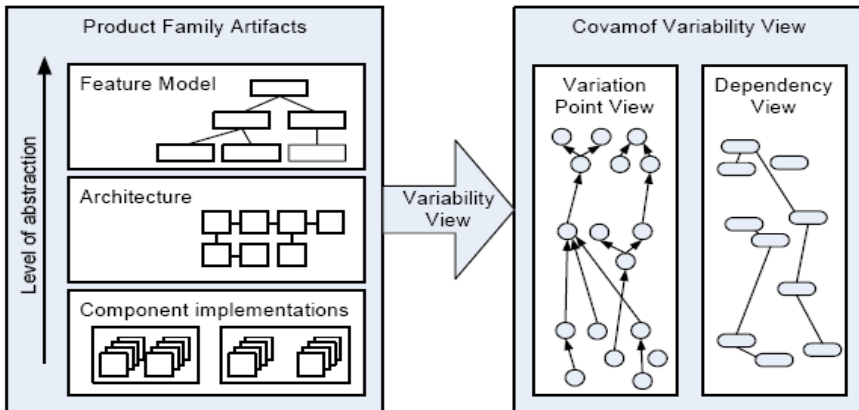 Product Family Artifacts
Level of abstraction
Feature Model
Architecture
Component implementations
Variability
View
Covamof Variability View
Variation
Point View
Dependency
View